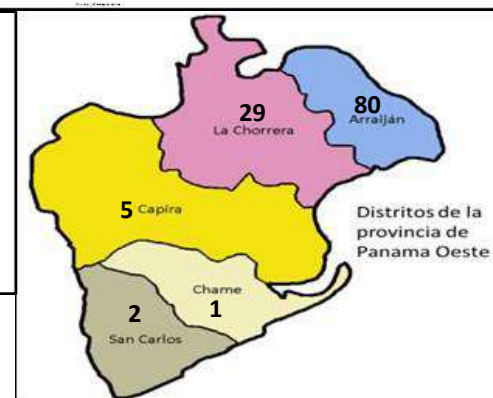 29
La Chorrera
80
Arraiján
5 Capira
Distritos de la
provincia de
Panama Oeste
Chame
1
2
San Carlos